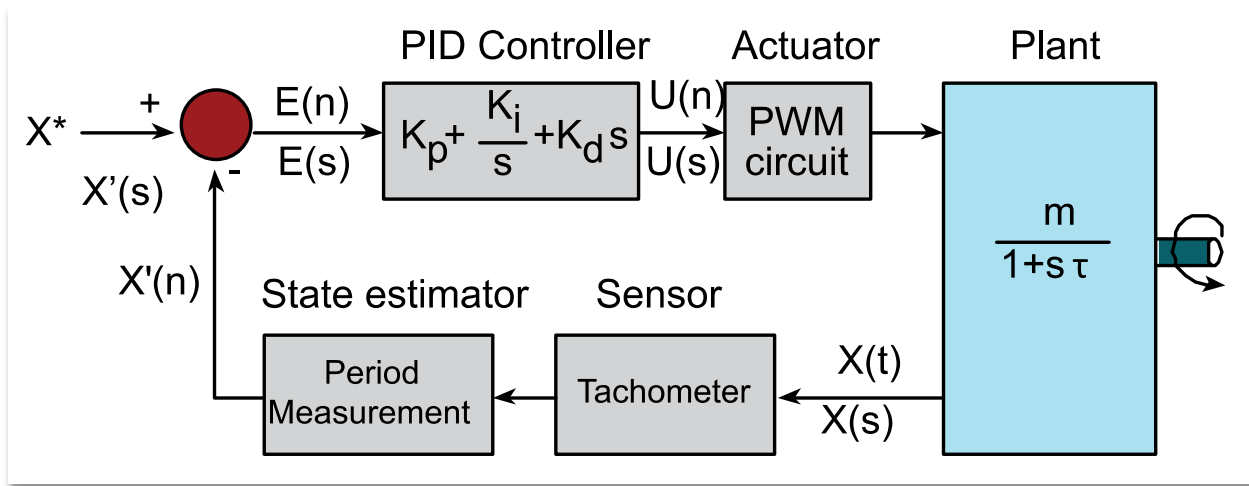 PID Controller
Actuator
Plant
X*
+
-
E(n)
E(s)
Kp+ Ki/s +Kd s
U(n)
U(s)
PWM
circuit
m
1+s τ
X’(s)
X'(n)
State estimator
Sensor
Period
Measurement
Tachometer
X(t)
X(s)